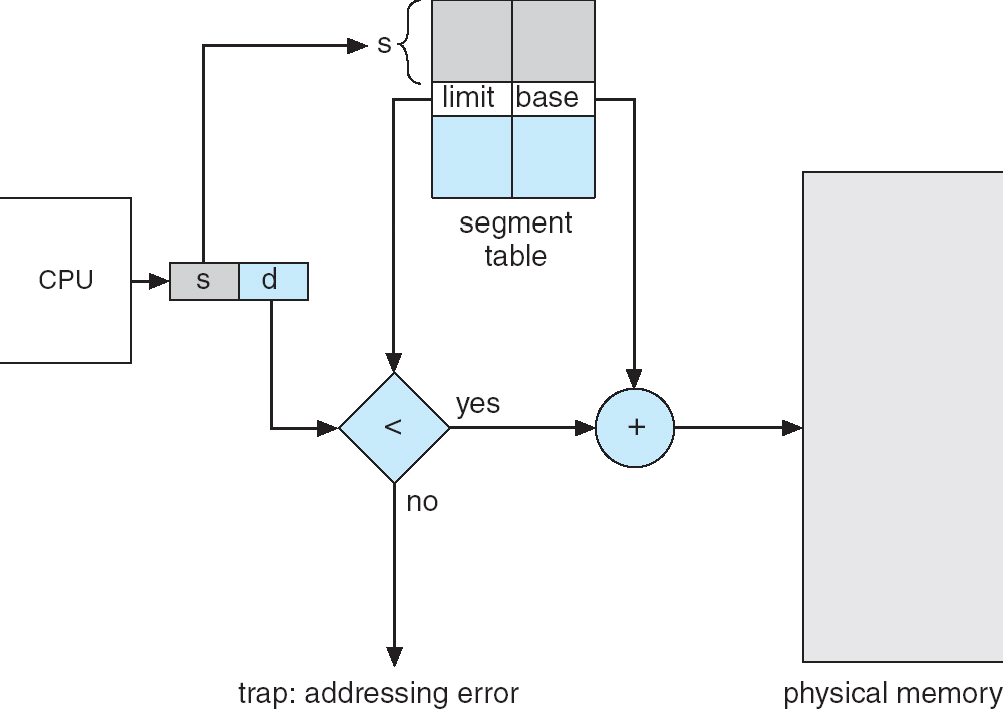 s
limit base
segment
table
CPU
s d
<
yes
+
no
trap: addressing error
physical memory